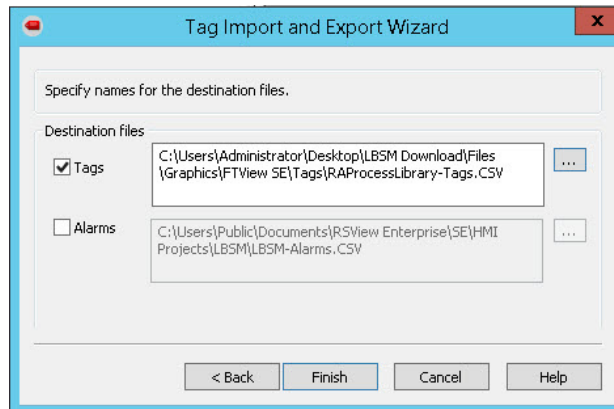 Tag Import and Export Wizard
x
Specify names for the destination files.
Destination files
Tags
C:\Users\Administrator\Desktop\LBSM Download\Files
\Graphics\FTView SE\Tags\RAProcessLibrary-Tags.CSV
...
Alarms
C:\Users\Public\Documents\RSView Enterprise\SE\HMI
Projects\LBSM\LBSM-Alarms.CSV
...
< Back
Finish
Cancel
Help